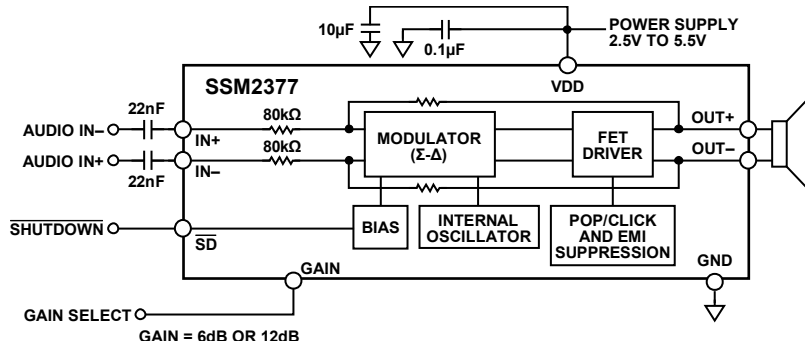 10µF
0.1µF
POWER SUPPLY
2.5V TO 5.5V
VDD
SSM2377
22nF
80kΩ
AUDIO IN–
IN+
OUT+
MODULATOR
(Σ-Δ)
FET
DRIVER
80kΩ
AUDIO IN+
IN–
OUT–
22nF
SHUTDOWN
SD
BIAS
INTERNAL
OSCILLATOR
POP/CLICK
AND EMI
SUPPRESSION
GAIN
GND
GAIN SELECT
GAIN = 6dB OR 12dB